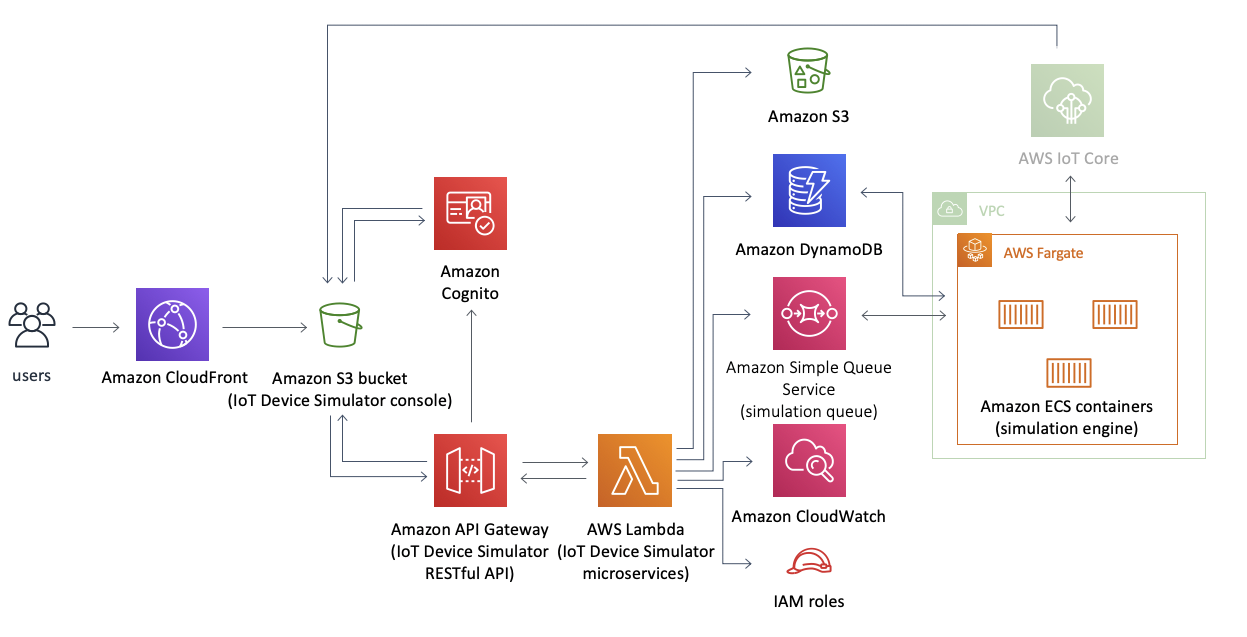 Amazon S3
AWS IoT Core
VPC
AWS Fargate
Amazon DynamoDB
Amazon
Cognito
users
Amazon CloudFront
Amazon S3 bucket
(IoT Device Simulator console)
Amazon Simple Queue
Service
(simulation queue)
Amazon ECS containers
(simulation engine)
Amazon API Gateway
(IoT Device Simulator
RESTful API)
AWS Lambda
(IoT Device Simulator
microservices)
Amazon CloudWatch
IAM roles